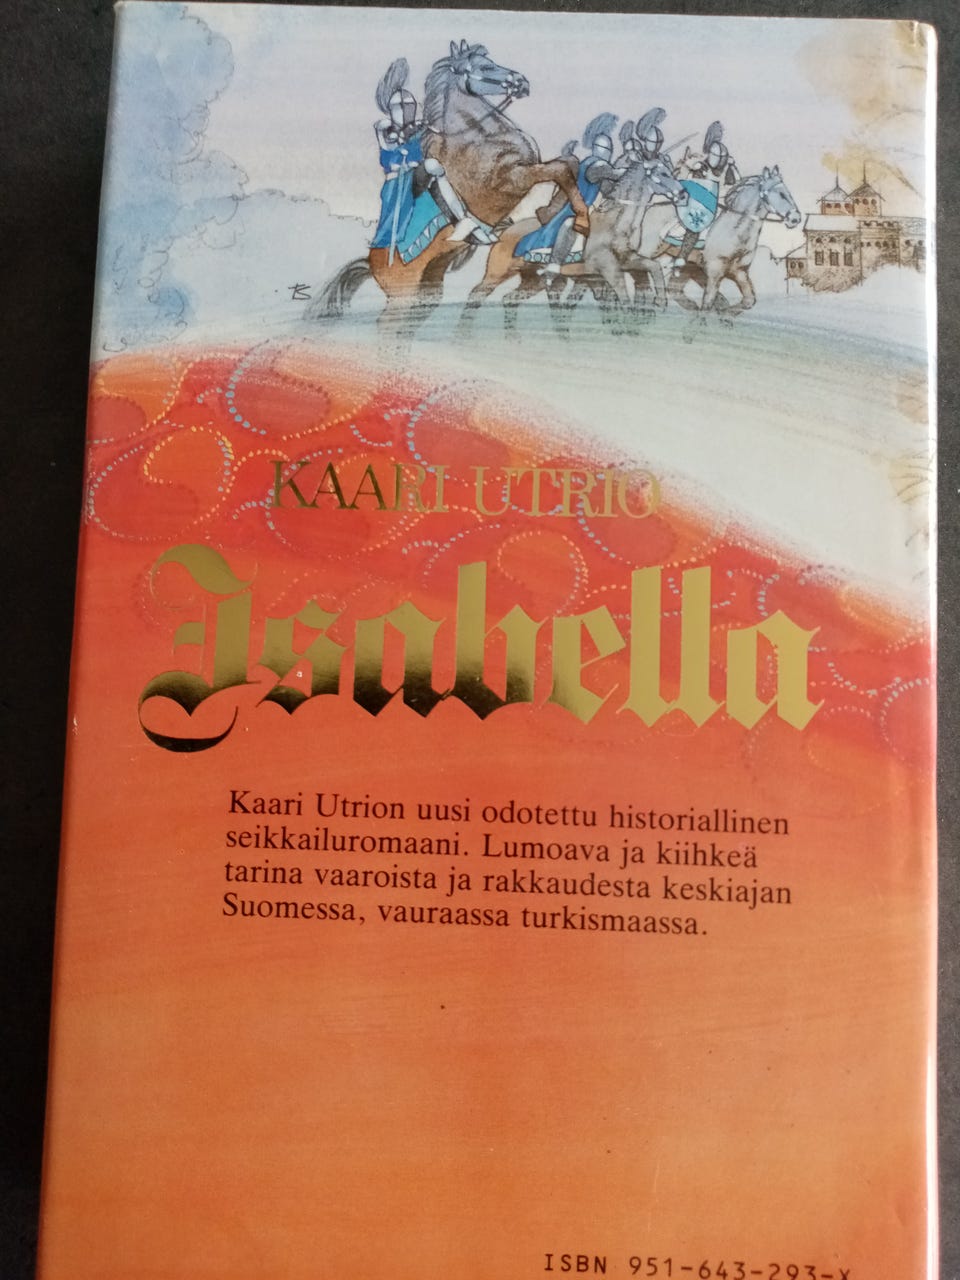 KAARI UTRIO
Isabella
Kaari Utrion uusi odotettu historiallinen
seikkailuromaani. Lumoava ja kiihkeä
tarina vaaroista ja rakkaudesta keskiajan
Suomessa, vauraassa turkismaassa.
ISBN 951-643-293-X